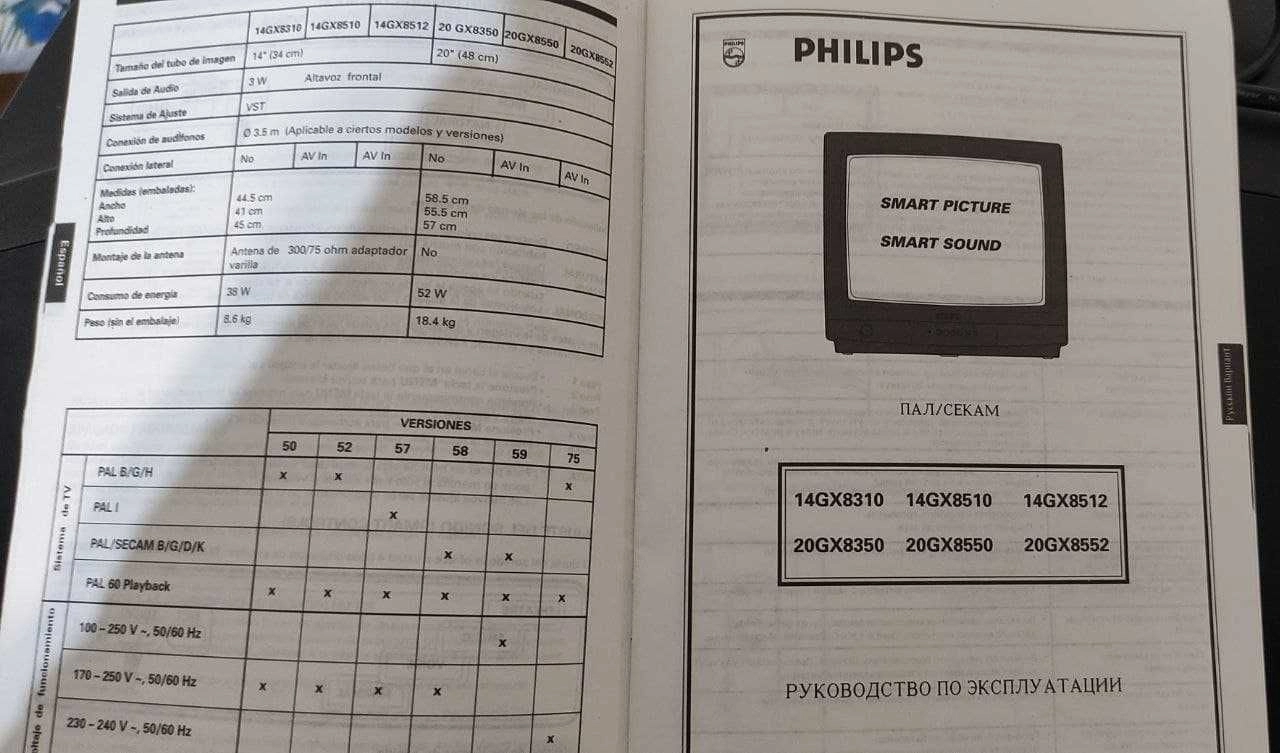 14GX8310 14GX8510 14GX8512 20 GX8350 20GX8550 20GX8552
Tamaño del tubo de imagen 14" (34 cm) 20" (48 cm)
Salida de Audio 3 W Altavoz frontal
Sistema de Ajuste VST
Conexión de audífonos Ø 3.5 m (Aplicable a ciertos modelos y versiones)
Conexión lateral No AV In AV In No AV In AV In
Medidas (embaladas):
Ancho 44.5 cm 58.5 cm
Alto 41 cm 55.5 cm
Profundidad 45 cm 57 cm
Montaje de la antena Antena de 300/75 ohm adaptador No
varilla
Consumo de energía 38 W 52 W
Peso (sin el embalaje) 8.6 kg 18.4 kg
Español
VERSIONES
50 52 57 58 59 75
Sistema de TV
PAL B/G/H x x x
PAL I x
PAL/SECAM B/G/D/K x x
PAL 60 Playback x x x x x x
de funcionamiento
100 – 250 V ~, 50/60 Hz x
170 – 250 V ~, 50/60 Hz x x x x
230 – 240 V ~, 50/60 Hz x
PHILIPS
PHILIPS
SMART PICTURE
SMART SOUND
ПАЛ/СЕКАМ
14GX8310 14GX8510 14GX8512
20GX8350 20GX8550 20GX8552
РУКОВОДСТВО ПО ЭКСПЛУАТАЦИИ
Русский вариант